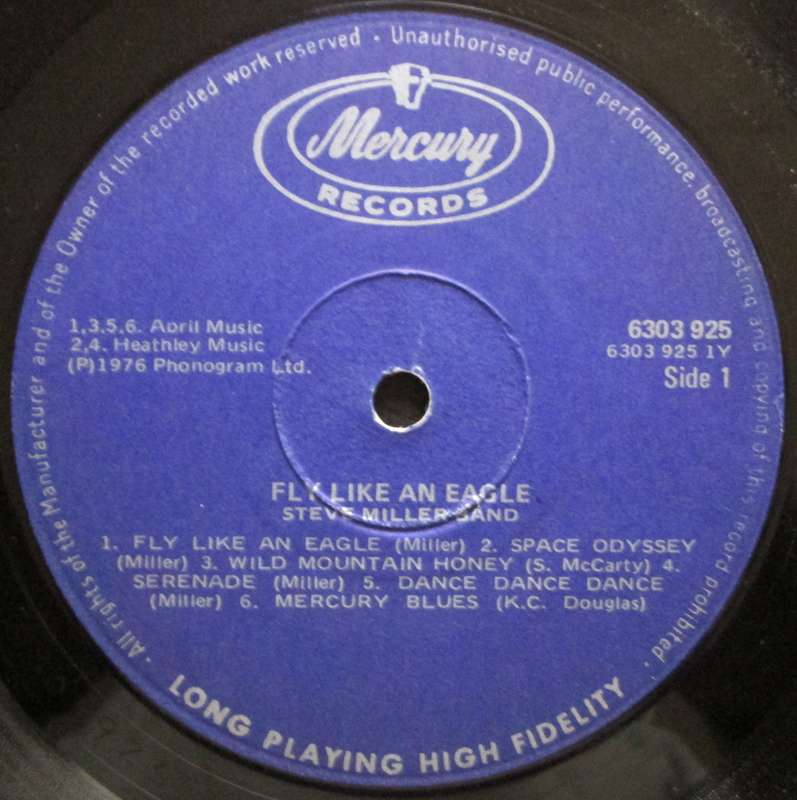 · All rights of the Manufacturer and of the Owner of the recorded work reserved · Unauthorised public performance, broadcasting and copying of this record prohibited ·
Mercury
RECORDS
1,3,5,6. April Music
2,4. Heathley Music
(P)1976 Phonogram Ltd.
6303 925
6303 925 1Y
Side 1
FLY LIKE AN EAGLE
STEVE MILLER BAND
1. FLY LIKE AN EAGLE (Miller) 2. SPACE ODYSSEY
(Miller) 3. WILD MOUNTAIN HONEY (S. McCarty) 4.
SERENADE (Miller) 5. DANCE DANCE DANCE
(Miller) 6. MERCURY BLUES (K.C. Douglas)
LONG PLAYING HIGH FIDELITY